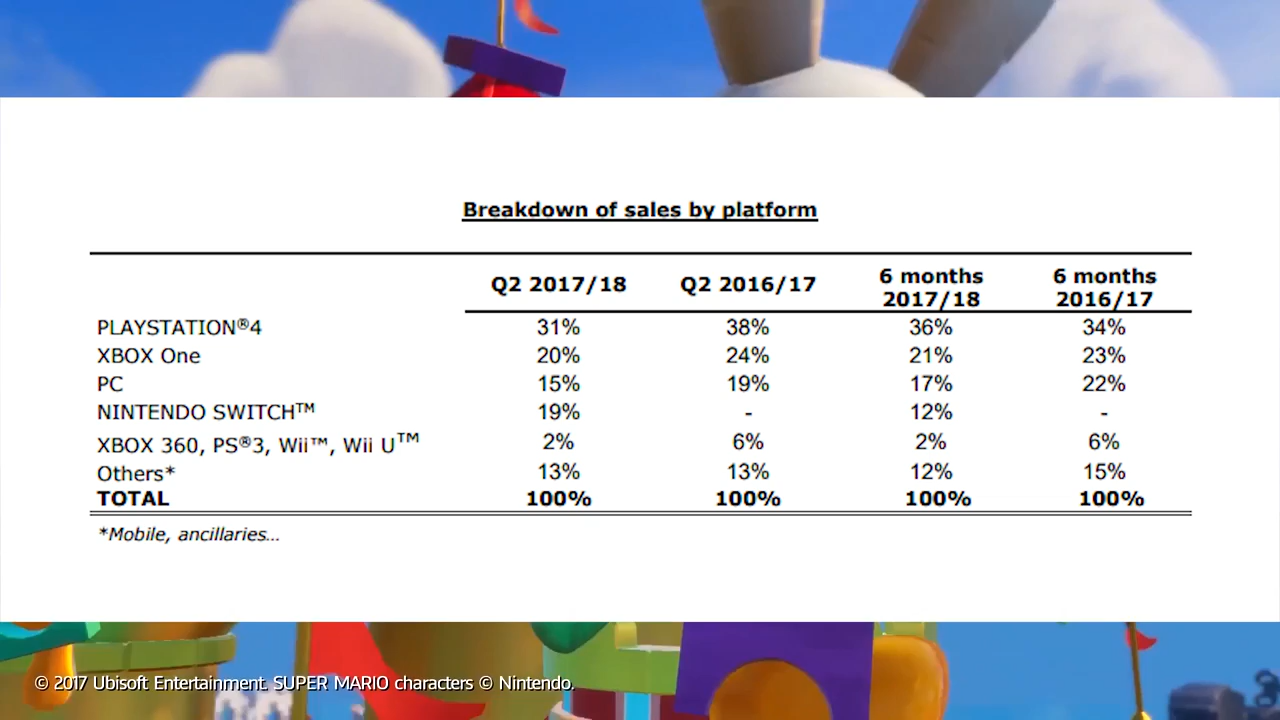 Breakdown of sales by platform
Q2 2017/18 Q2 2016/17 6 months 2017/18 6 months 2016/17
PLAYSTATION®4 31% 38% 36% 34%
XBOX One 20% 24% 21% 23%
PC 15% 19% 17% 22%
NINTENDO SWITCH™ 19% - 12% -
XBOX 360, PS®3, Wii™, Wii U™ 2% 6% 2% 6%
Others* 13% 13% 12% 15%
TOTAL 100% 100% 100% 100%
*Mobile, ancillaries...
© 2017 Ubisoft Entertainment. SUPER MARIO characters © Nintendo.